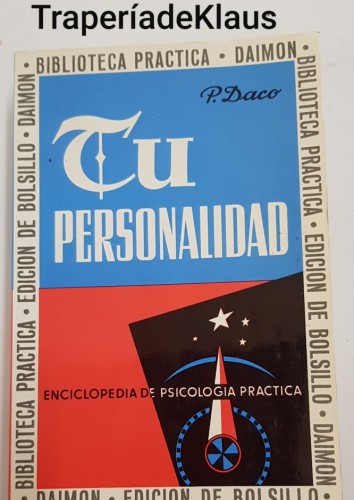 TraperíadeKlaus
• BIBLIOTECA PRACTICA • DAIMON •
BIBLIOTECA PRACTICA • EDICION DE BOLSILLO • DAIMON
P. Daco
Tu
PERSONALIDAD
ENCICLOPEDIA DE PSICOLOGIA PRACTICA
BIBLIOTECA PRACTICA • EDICION DE BOLSILLO • DAIMON
• DAIMON • EDICION DE BOLSILLO •